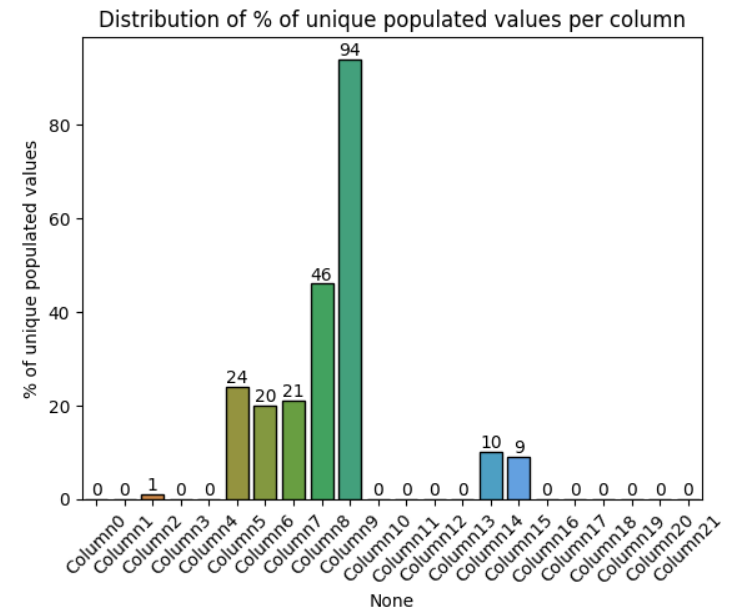 Distribution of % of unique populated values per column
% of unique populated values
80
60
40
20
0
0 0 1 0 0 24 20 21 46 94 0 0 0 0 10 9 0 0 0 0 0 0
Column0
Column1
Column2
Column3
Column4
Column5
Column6
Column7
Column8
Column9
Column10
Column11
Column12
Column13
Column14
Column15
Column16
Column17
Column18
Column19
Column20
Column21
None